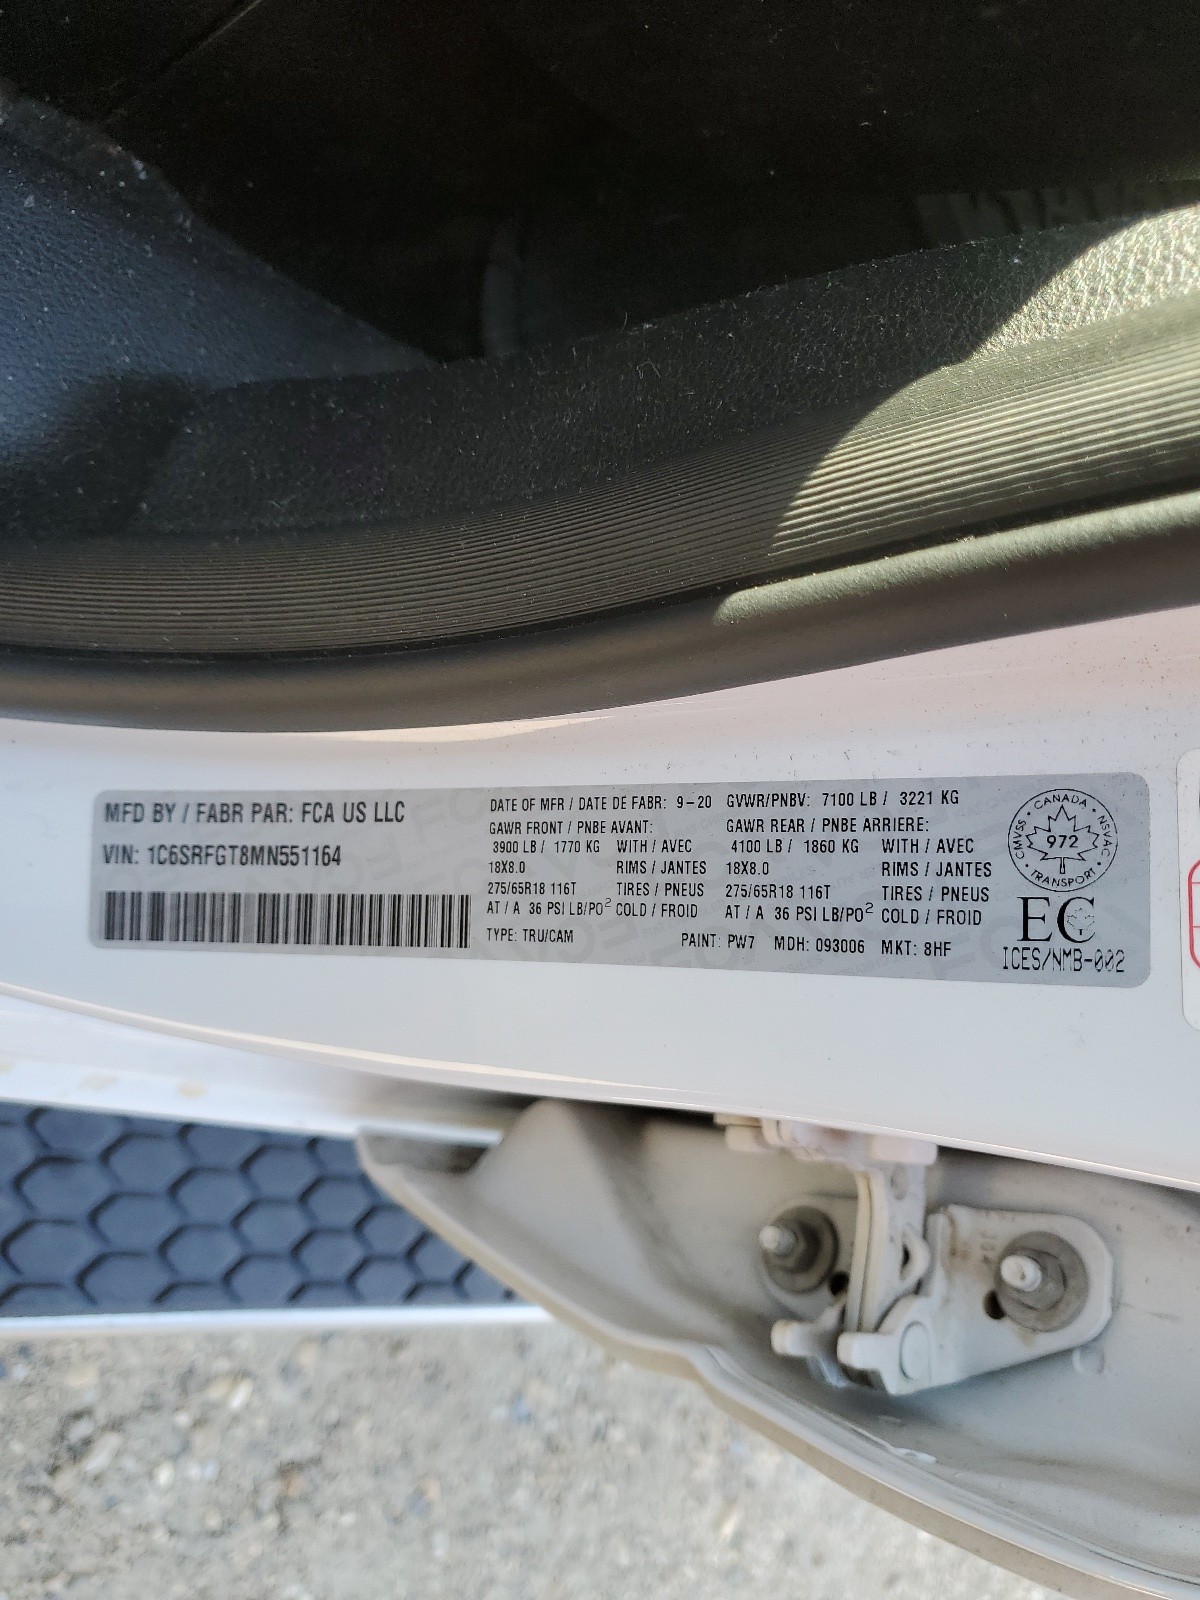 MFD BY / FABR PAR: FCA US LLC
VIN: 1C6SRFGT8MN551164
DATE OF MFR / DATE DE FABR: 9-20 GVWR/PNBV: 7100 LB / 3221 KG
GAWR FRONT / PNBE AVANT: GAWR REAR / PNBE ARRIERE:
3900 LB / 1770 KG WITH / AVEC 4100 LB / 1860 KG WITH / AVEC
18X8.0 RIMS / JANTES 18X8.0 RIMS / JANTES
275/65R18 116T TIRES / PNEUS 275/65R18 116T TIRES / PNEUS
AT / A 36 PSI LB/PO² COLD / FROID AT / A 36 PSI LB/PO² COLD / FROID
TYPE: TRU/CAM PAINT: PW7 MDH: 093006 MKT: 8HF
CANADA
CMVSS 972 NSVAC
TRANSPORT
EC
ICES/NMB-002